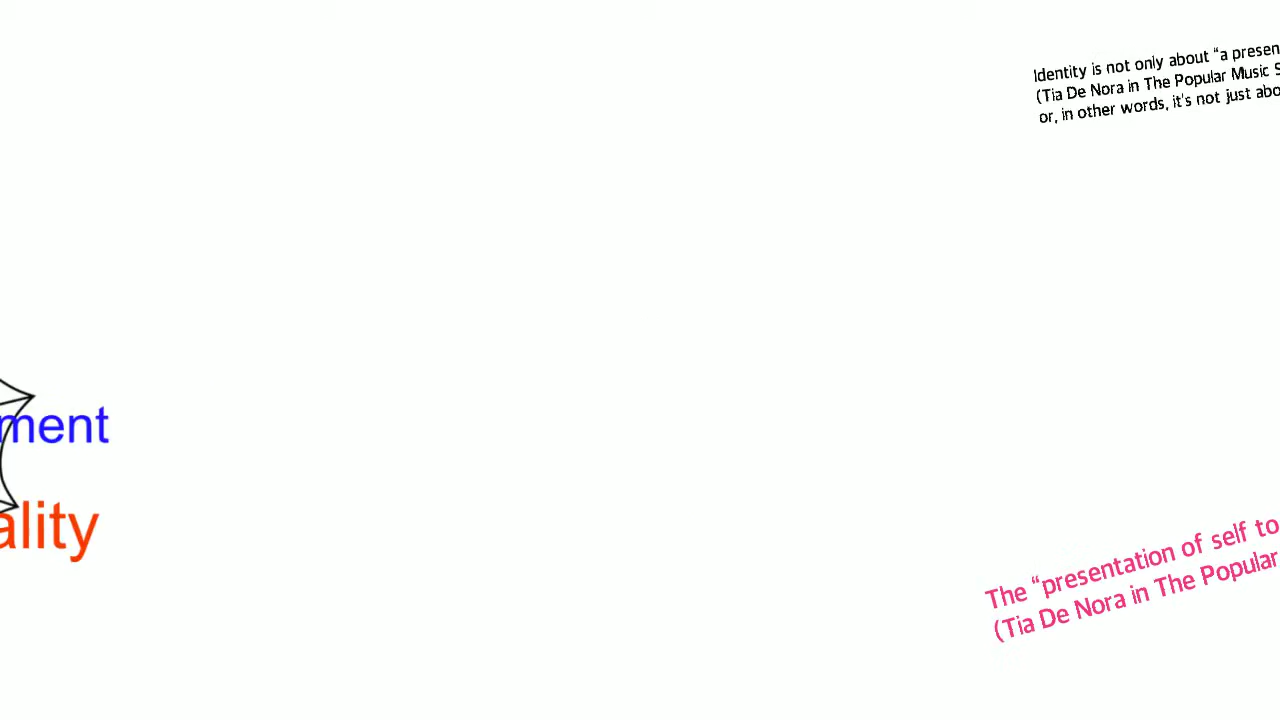 Identity is not only about “a presen
(Tia De Nora in The Popular Music S
or, in other words, it's not just abo
ment
ality
The “presentation of self to
(Tia De Nora in The Popular